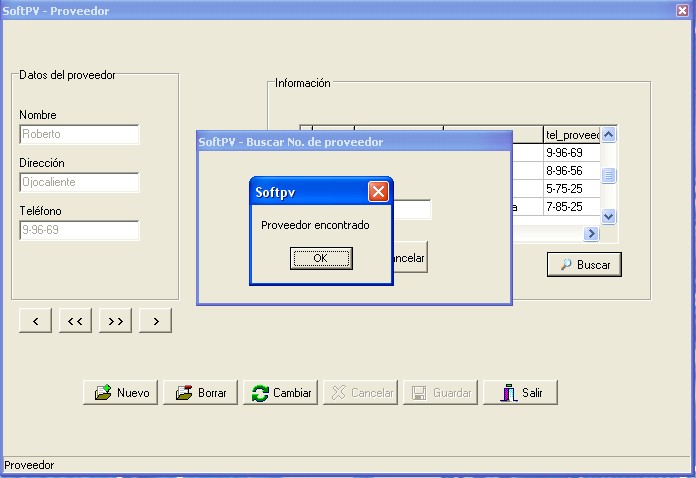 SoftPV - Proveedor
Datos del proveedor
Nombre
Roberto
Dirección
Ojocaliente
Teléfono
9-96-69
< << >> >
Información
tel_proveed
9-96-69
8-96-56
5-75-25
a 7-85-25
Buscar
SoftPV - Buscar No. de proveedor
ancelar
Softpv
Proveedor encontrado
OK
Nuevo Borrar Cambiar Cancelar Guardar Salir
Proveedor